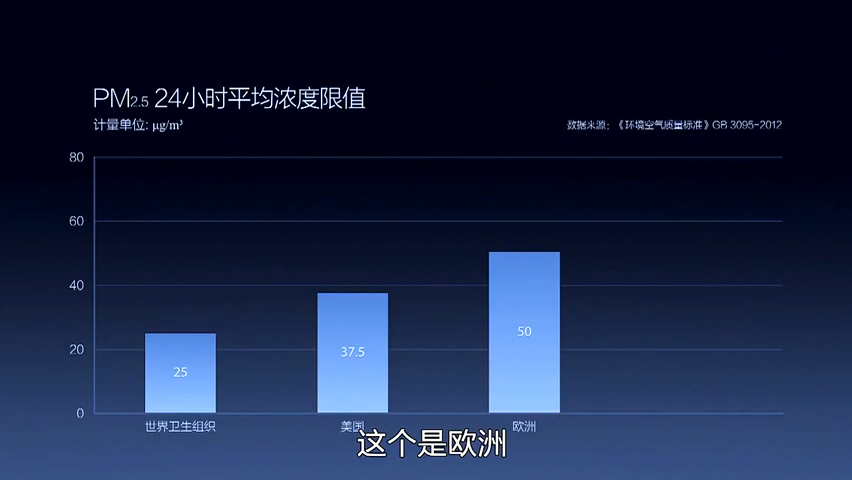 PM2.5 24小时平均浓度限值
计量单位: μg/m³
数据来源：《环境空气质量标准》GB 3095-2012
80
60
40
20
0
25
37.5
50
世界卫生组织
美国
欧洲
这个是欧洲